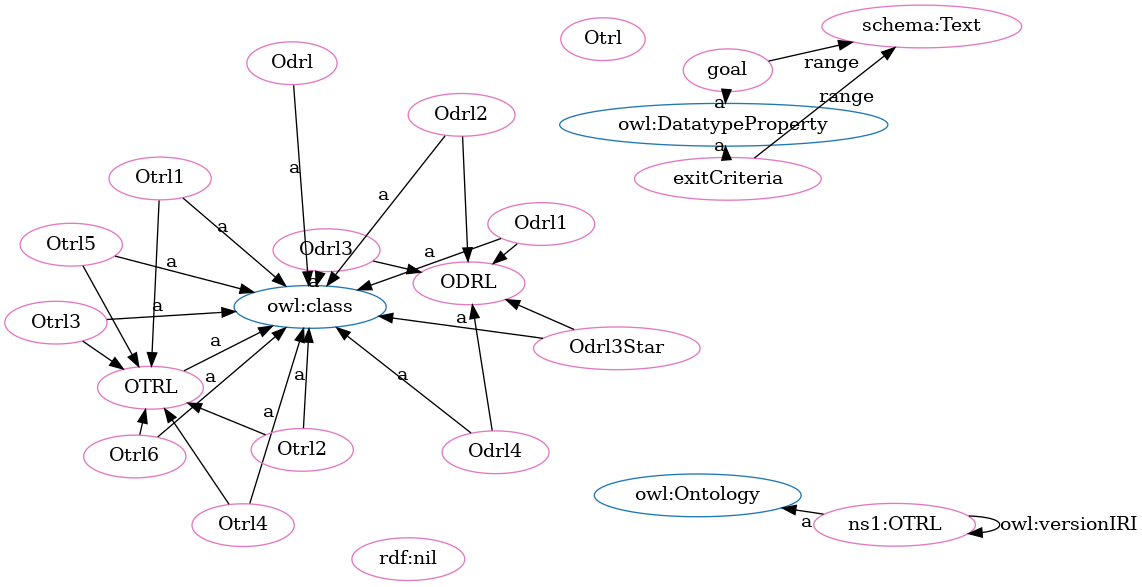 schema:Text
Otrl
Odrl
goal
range
range
a
Odrl2
owl:DatatypeProperty
a
Otrl1
a
exitCriteria
a
Odrl1
a
Otrl5
Odrl3
a
a
a
ODRL
owl:class
a
Otrl3
a
a
Odrl3Star
a
OTRL
a
a
a
a
Otrl2
Odrl4
Otrl6
owl:Ontology
Otrl4
a
ns1:OTRL
owl:versionIRI
rdf:nil